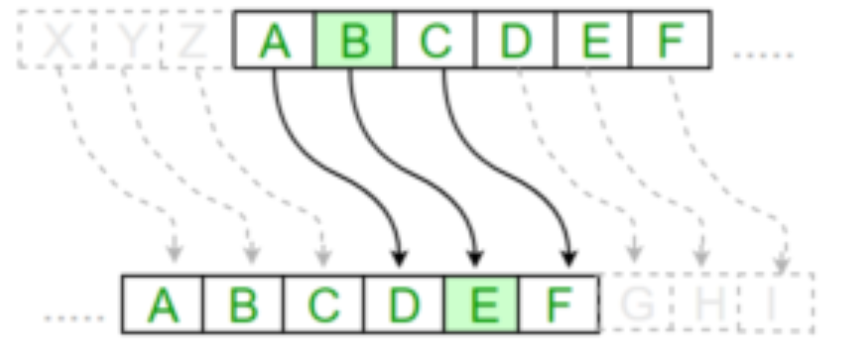 X Y Z A B C D E F .....
..... A B C D E F G H I